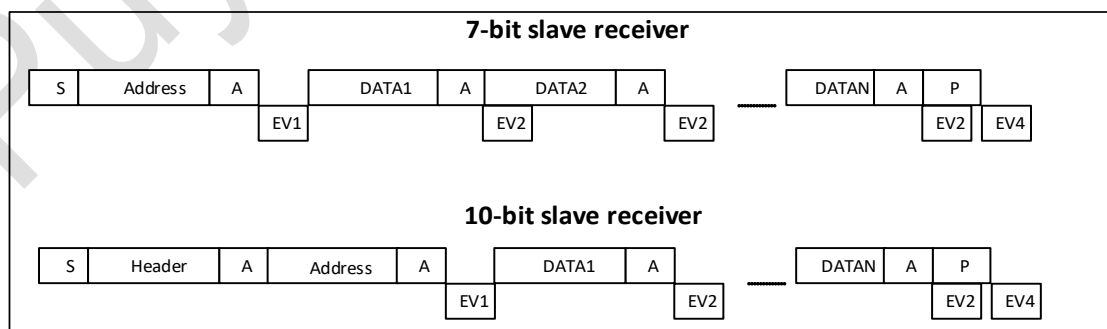 7-bit slave receiver
S Address A DATA1 A DATA2 A DATAN A P
EV1 EV2 EV2 EV2 EV4
10-bit slave receiver
S Header A Address A DATA1 A DATAN A P
EV1 EV2 EV2 EV4